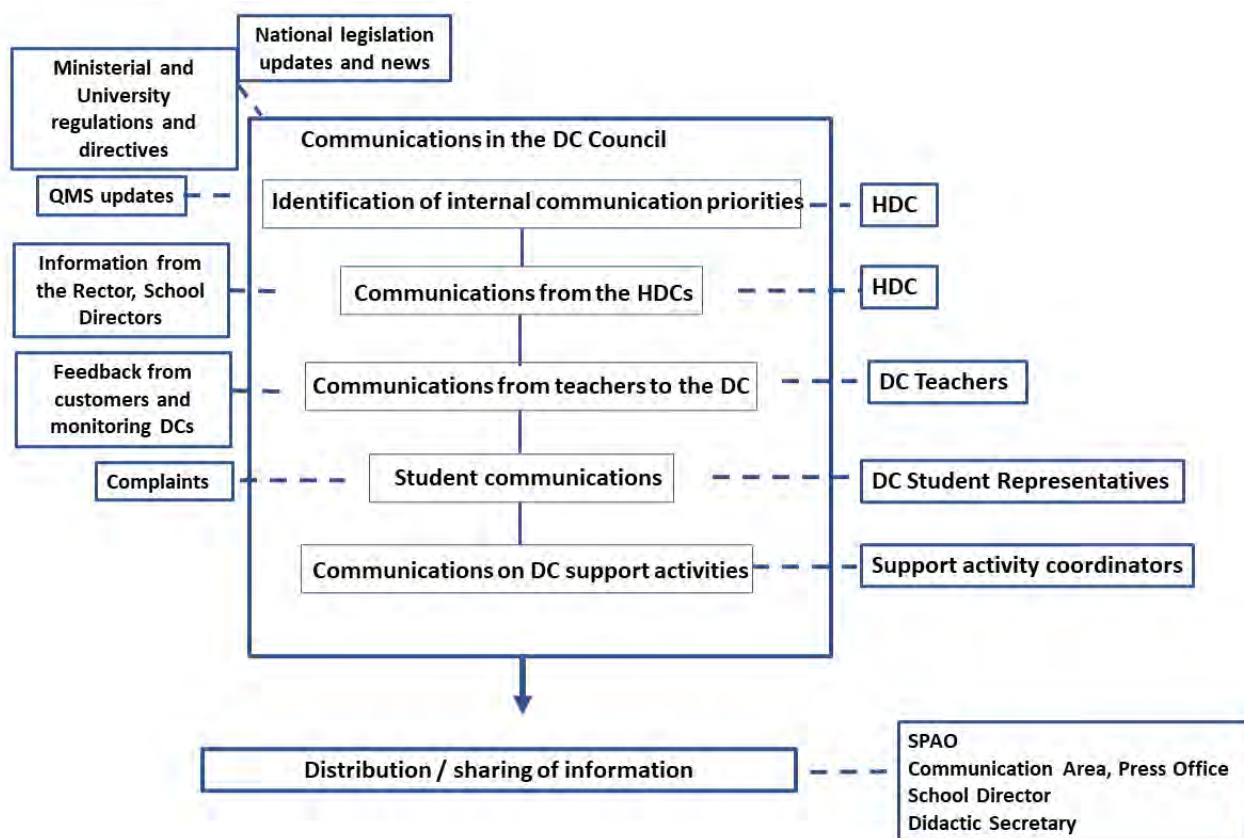 National legislation
updates and news
Ministerial and
University
regulations and
directives
Communications in the DC Council
QMS updates
Identification of internal communication priorities
HDC
Information from
the Rector, School
Directors
Communications from the HDCs
HDC
Feedback from
customers and
monitoring DCs
Communications from teachers to the DC
DC Teachers
Complaints
Student communications
DC Student Representatives
Communications on DC support activities
Support activity coordinators
Distribution / sharing of information
SPAO
Communication Area, Press Office
School Director
Didactic Secretary